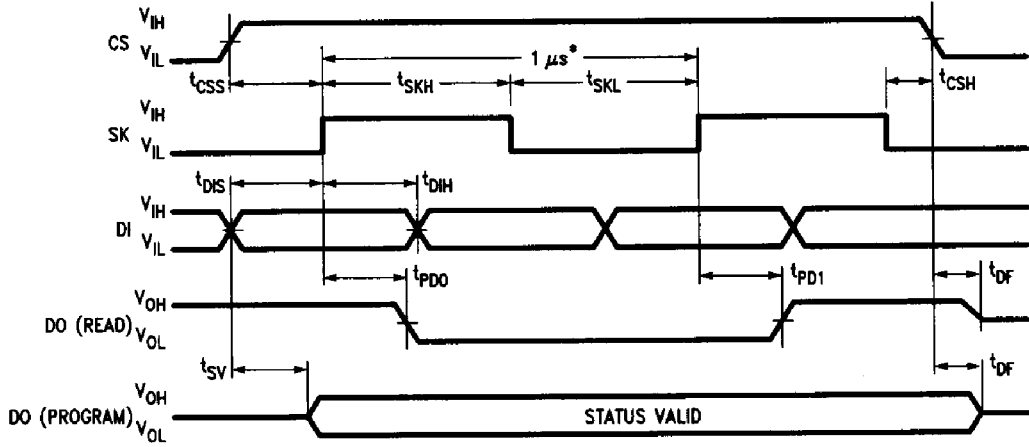 V_IH
CS
V_IL
1 μs*
t_CSS
t_SKH
t_SKL
t_CSH
V_IH
SK
V_IL
t_DIS
t_DIH
V_IH
DI
V_IL
t_PD0
t_PD1
t_DF
V_OH
DO (READ)
V_OL
t_SV
t_DF
V_OH
DO (PROGRAM)
V_OL
STATUS VALID